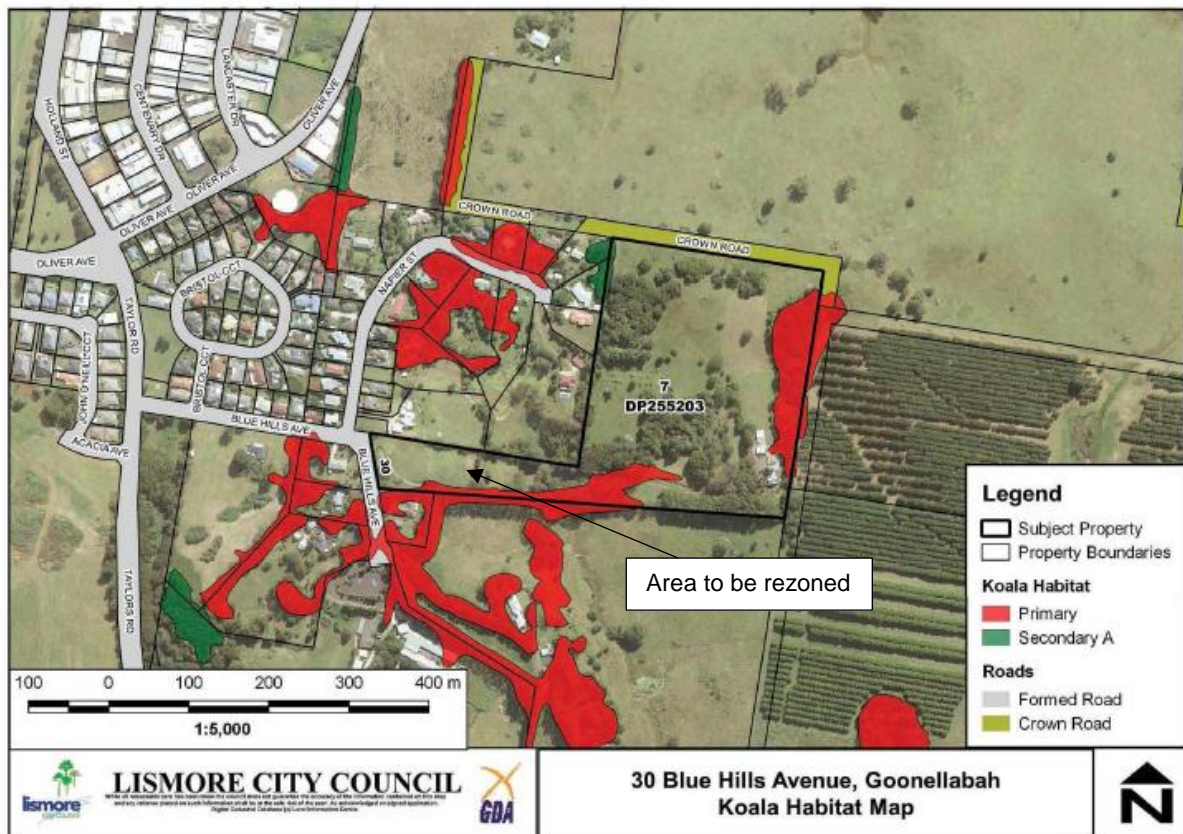 HOLLAND ST
CENTENARY DR
LANCASTER DR
OLIVER AVE
OLIVER AVE
OLIVER AVE
OLIVER AVE
CROWN ROAD
CROWN ROAD
NAPIER ST
BRISTOL CCT
BRISTOL CCT
TAYLOR RD
JOHN O'NEILL CCT
ACACIA AVE
BLUE HILLS AVE
BLUE HILLS AVE
30
7
DP255203
TAYLORS RD
Area to be rezoned
Legend
Subject Property
Property Boundaries
Koala Habitat
Primary
Secondary A
Roads
Formed Road
Crown Road
100 0 100 200 300 400 m
1:5,000
lismore
LISMORE CITY COUNCIL
GDA
30 Blue Hills Avenue, Goonellabah
Koala Habitat Map
N